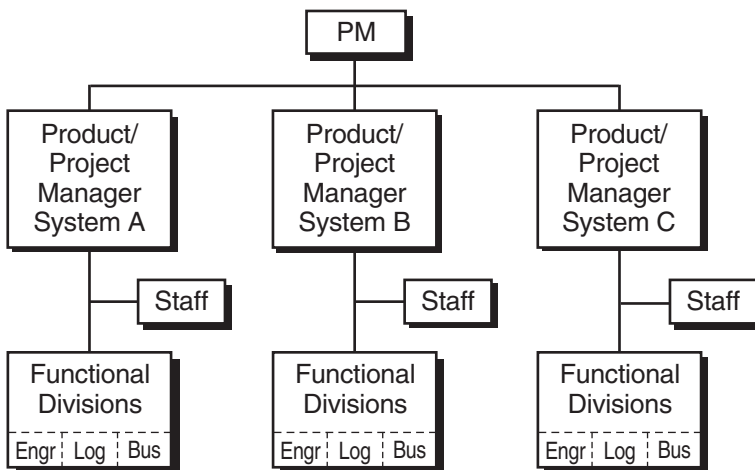 PM
Product/
Project
Manager
System A
Product/
Project
Manager
System B
Product/
Project
Manager
System C
Staff
Staff
Staff
Functional
Divisions
Engr Log Bus
Functional
Divisions
Engr Log Bus
Functional
Divisions
Engr Log Bus